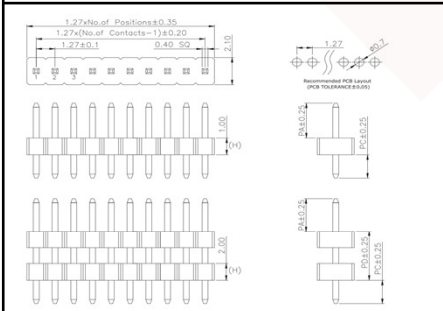 1.27xNo.of Positions±0.35
1.27x(No.of Contacts-1)±0.20
1.27±0.1
0.40 SQ
2.10
1 2 3
1.27
ø0.7
Recommended PCB Layout
(PCB TOLERANCE±0.05)
1.00
(H)
PA±0.25
PC±0.25
2.00
(H)
PA±0.25
PD±0.25
PC±0.25